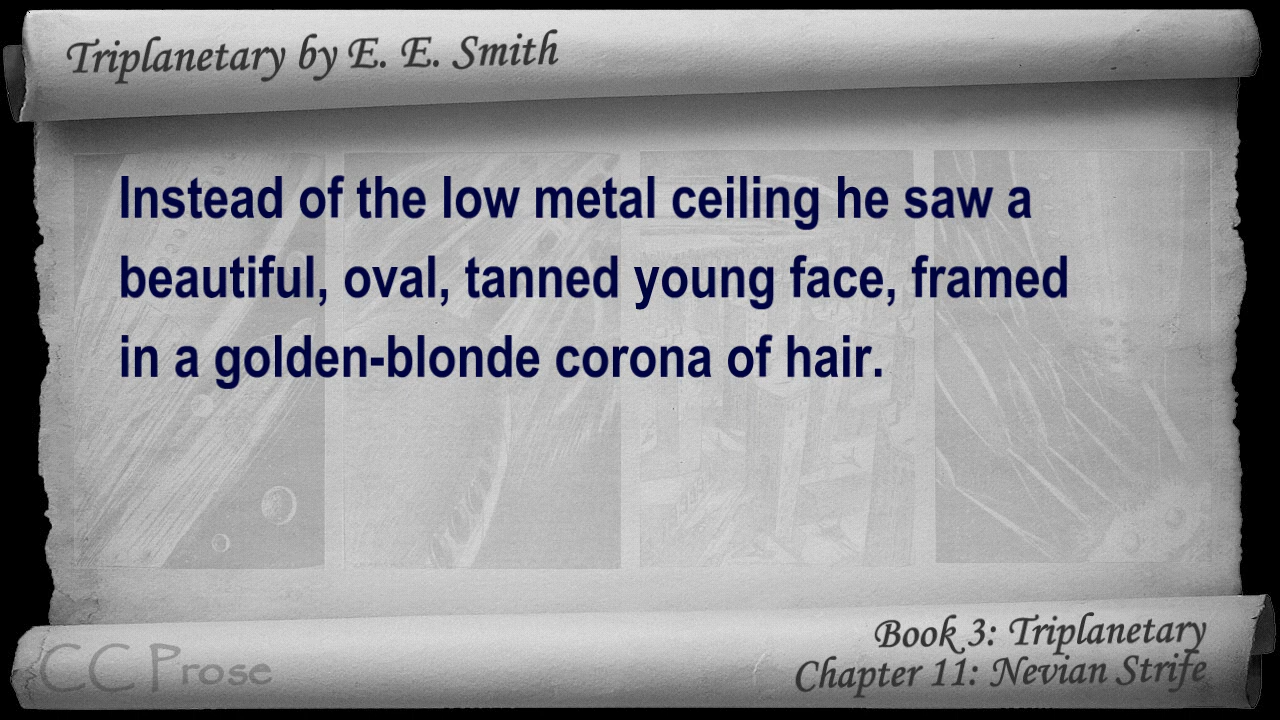 Triplanetary by E. E. Smith
Instead of the low metal ceiling he saw a
beautiful, oval, tanned young face, framed
in a golden-blonde corona of hair.
Book 3: Triplanetary
Chapter 11: Nevian Strife
CC Prose